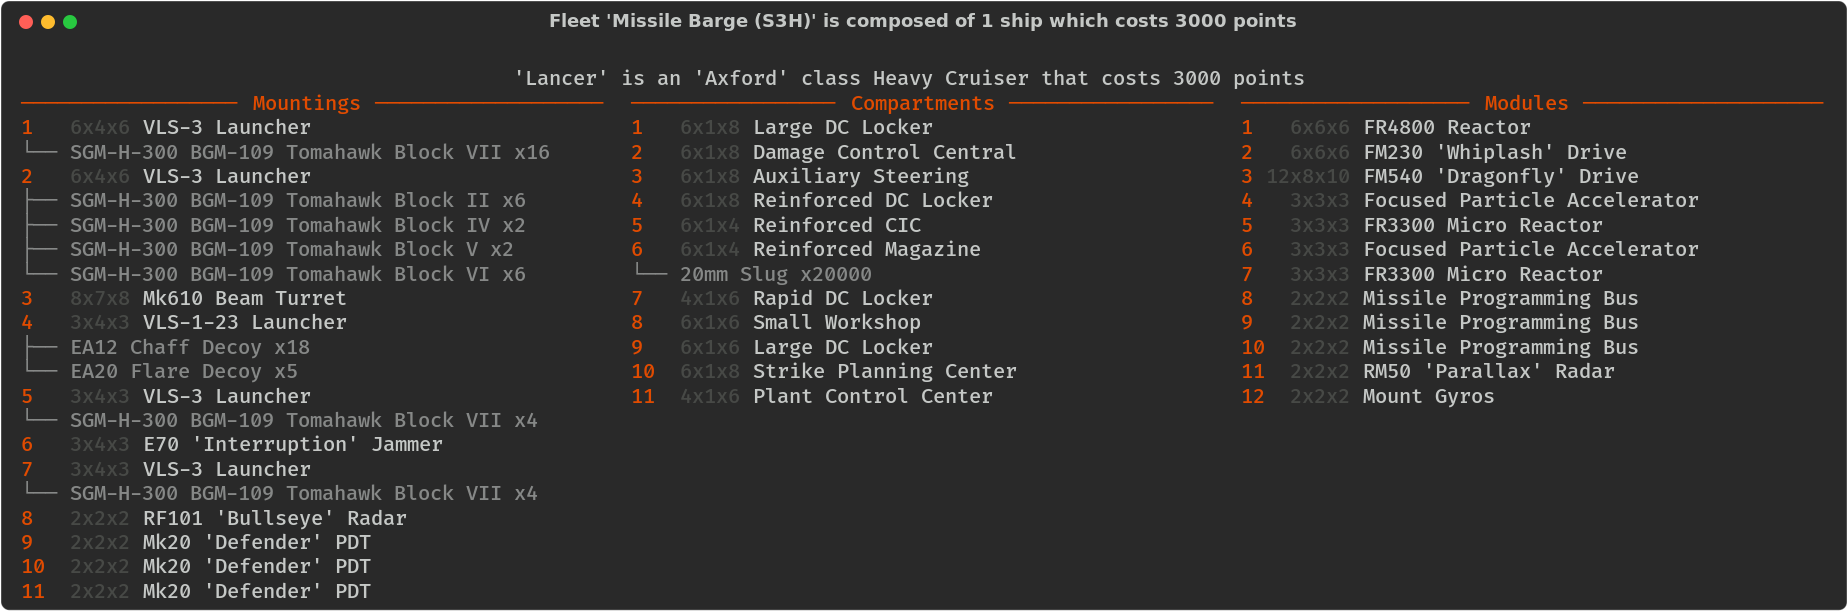 Fleet 'Missile Barge (S3H)' is composed of 1 ship which costs 3000 points
'Lancer' is an 'Axford' class Heavy Cruiser that costs 3000 points
Mountings
1 6x4x6 VLS-3 Launcher
SGM-H-300 BGM-109 Tomahawk Block VII x16
2 6x4x6 VLS-3 Launcher
SGM-H-300 BGM-109 Tomahawk Block II x6
SGM-H-300 BGM-109 Tomahawk Block IV x2
SGM-H-300 BGM-109 Tomahawk Block V x2
SGM-H-300 BGM-109 Tomahawk Block VI x6
3 8x7x8 Mk610 Beam Turret
4 3x4x3 VLS-1-23 Launcher
EA12 Chaff Decoy x18
EA20 Flare Decoy x5
5 3x4x3 VLS-3 Launcher
SGM-H-300 BGM-109 Tomahawk Block VII x4
6 3x4x3 E70 'Interruption' Jammer
7 3x4x3 VLS-3 Launcher
SGM-H-300 BGM-109 Tomahawk Block VII x4
8 2x2x2 RF101 'Bullseye' Radar
9 2x2x2 Mk20 'Defender' PDT
10 2x2x2 Mk20 'Defender' PDT
11 2x2x2 Mk20 'Defender' PDT
Compartments
1 6x1x8 Large DC Locker
2 6x1x8 Damage Control Central
3 6x1x8 Auxiliary Steering
4 6x1x8 Reinforced DC Locker
5 6x1x4 Reinforced CIC
6 6x1x4 Reinforced Magazine
20mm Slug x20000
7 4x1x6 Rapid DC Locker
8 6x1x6 Small Workshop
9 6x1x6 Large DC Locker
10 6x1x8 Strike Planning Center
11 4x1x6 Plant Control Center
Modules
1 6x6x6 FR4800 Reactor
2 6x6x6 FM230 'Whiplash' Drive
3 12x8x10 FM540 'Dragonfly' Drive
4 3x3x3 Focused Particle Accelerator
5 3x3x3 FR3300 Micro Reactor
6 3x3x3 Focused Particle Accelerator
7 3x3x3 FR3300 Micro Reactor
8 2x2x2 Missile Programming Bus
9 2x2x2 Missile Programming Bus
10 2x2x2 Missile Programming Bus
11 2x2x2 RM50 'Parallax' Radar
12 2x2x2 Mount Gyros